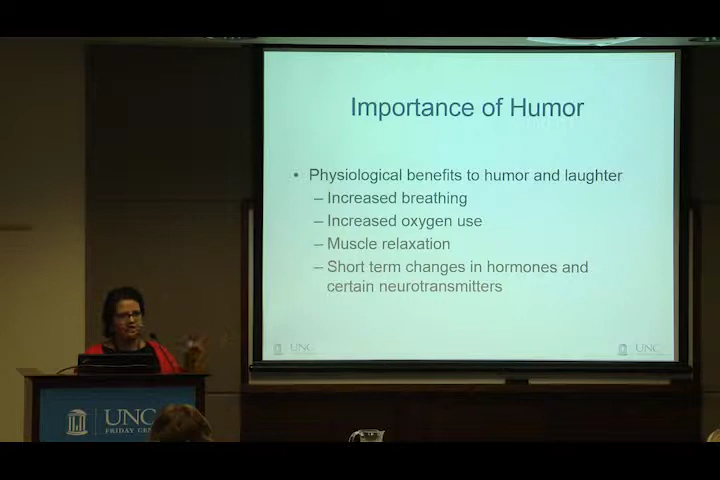 Importance of Humor
• Physiological benefits to humor and laughter
– Increased breathing
– Increased oxygen use
– Muscle relaxation
– Short term changes in hormones and
certain neurotransmitters
UNC
UNC
UNC
FRIDAY